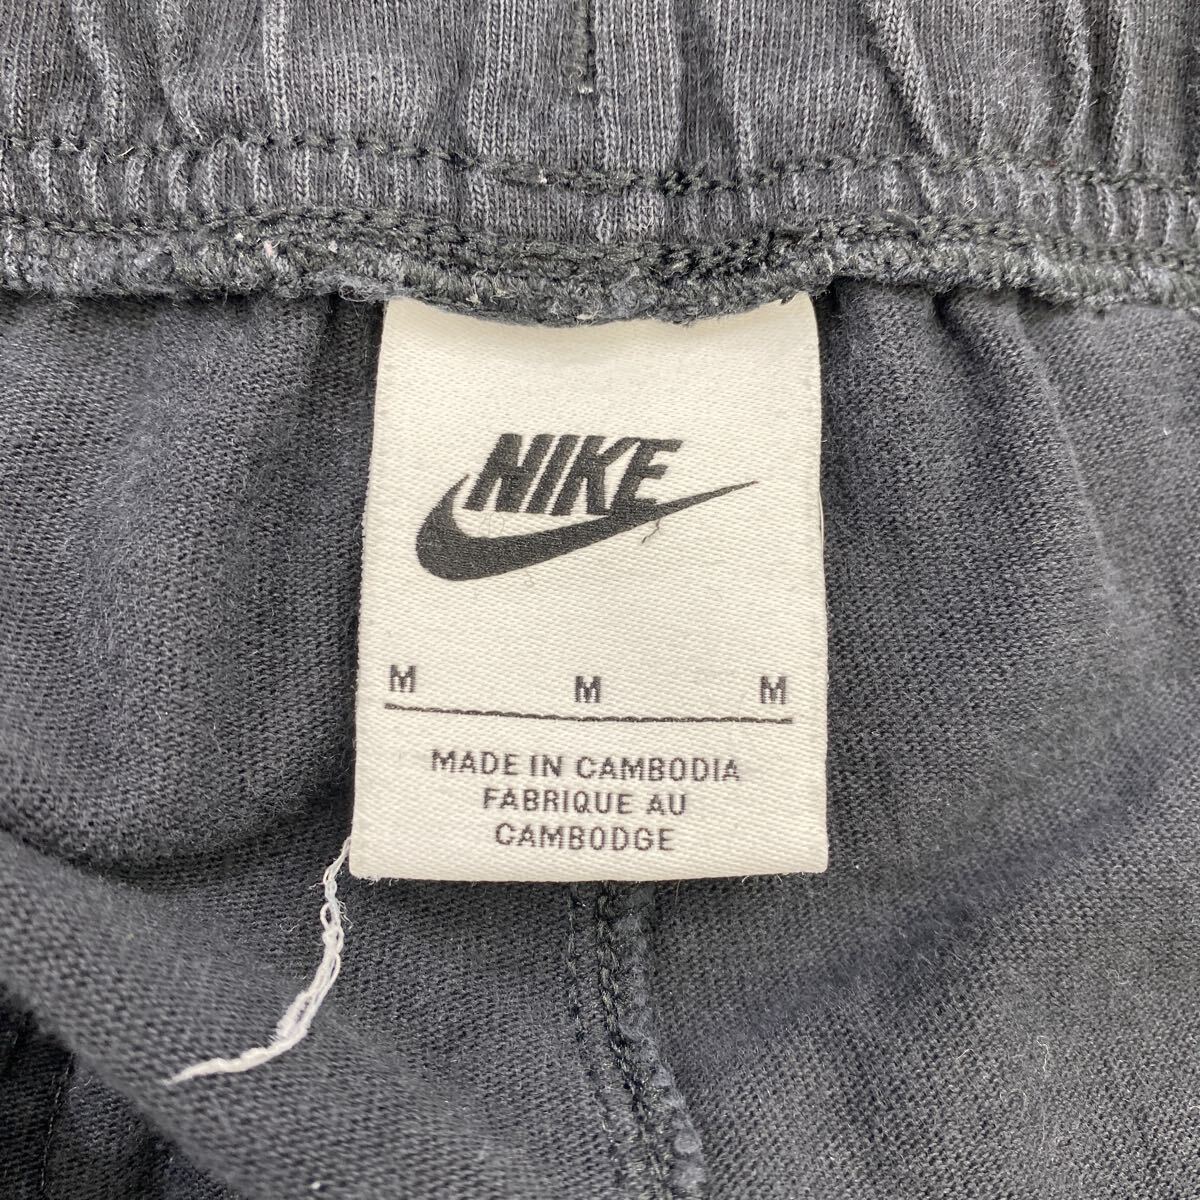 NIKE
M M M
MADE IN CAMBODIA
FABRIQUE AU
CAMBODGE